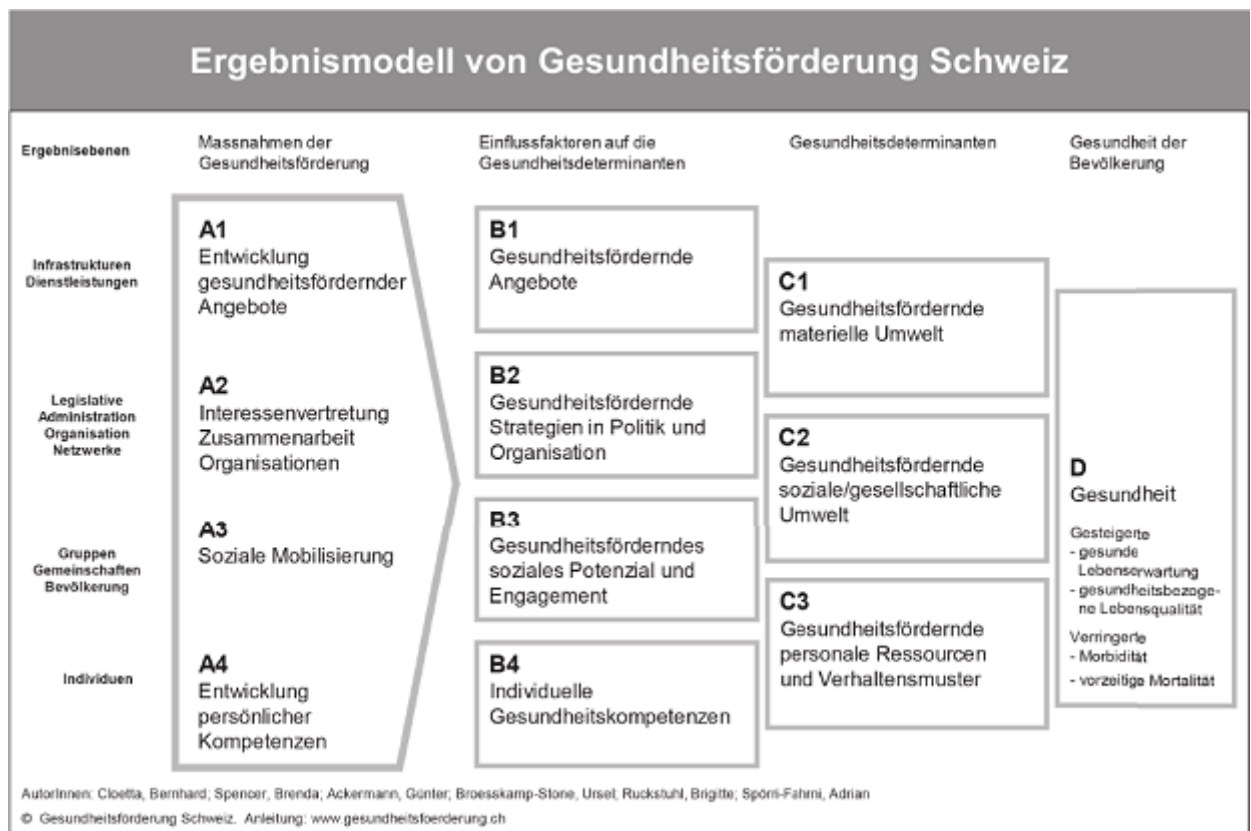 Ergebnismodell von Gesundheitsförderung Schweiz
Ergebnisebenen
Massnahmen der
Gesundheitsförderung
Einflussfaktoren auf die
Gesundheitsdeterminanten
Gesundheitsdeterminanten
Gesundheit der
Bevölkerung
Infrastrukturen
Dienstleistungen
Legislative
Administration
Organisation
Netzwerke
Gruppen
Gemeinschaften
Bevölkerung
Individuen
A1
Entwicklung
gesundheitsfördernder
Angebote
A2
Interessenvertretung
Zusammenarbeit
Organisationen
A3
Soziale Mobilisierung
A4
Entwicklung
persönlicher
Kompetenzen
B1
Gesundheitsfördernde
Angebote
B2
Gesundheitsfördernde
Strategien in Politik und
Organisation
B3
Gesundheitsförderndes
soziales Potenzial und
Engagement
B4
Individuelle
Gesundheitskompetenzen
C1
Gesundheitsfördernde
materielle Umwelt
C2
Gesundheitsfördernde
soziale/gesellschaftliche
Umwelt
C3
Gesundheitsfördernde
personale Ressourcen
und Verhaltensmuster
D
Gesundheit
Gesteigerte
- gesunde
Lebenserwartung
- gesundheitsbezoge-
ne Lebensqualität
Verringerte
- Morbidität
- vorzeitige Mortalität
AutorInnen: Cloetta, Bernhard; Spencer, Brenda; Ackermann, Günter; Broesskamp-Stone, Ursel; Ruckstuhl, Brigitte; Spörri-Fahrni, Adrian
© Gesundheitsförderung Schweiz. Anleitung: www.gesundheitsfoerderung.ch